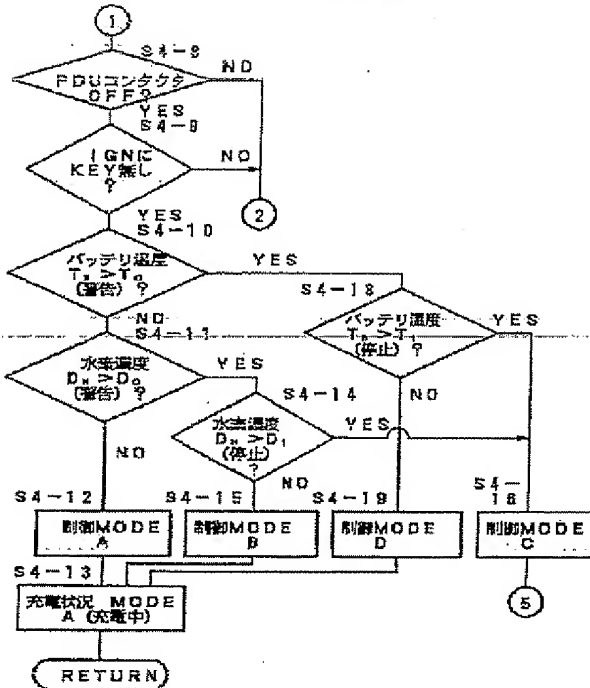 1
S4-8
PDUコンタクタ
OFF?
NO
YES
S4-9
IGNに
KEY無し
?
NO
2
YES
S4-10
バッテリ温度
>T₀
(警告)?
YES
NO
S4-11
S4-18
バッテリ温度
>T₁
(停止)?
YES
NO
水素濃度
>D₀
(警告)?
YES
NO
S4-14
水素濃度
>D₁
(停止)
?
YES
NO
S4-12
制御MODE
A
S4-15
制御MODE
B
S4-19
制御MODE
D
S4-
16
制御MODE
C
5
S4-13
充電状況 MODE
A (充電中)
RETURN